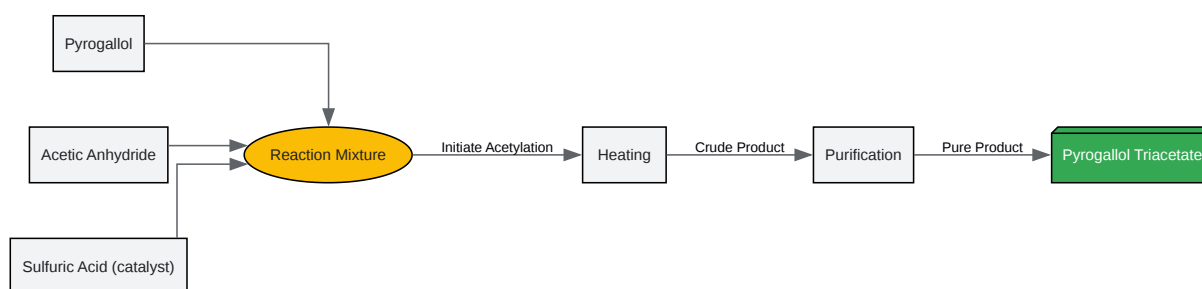 Pyrogallol
Acetic Anhydride
Reaction Mixture
Initiate Acetylation
Heating
Crude Product
Purification
Pure Product
Pyrogallol Triacetate
Sulfuric Acid (catalyst)